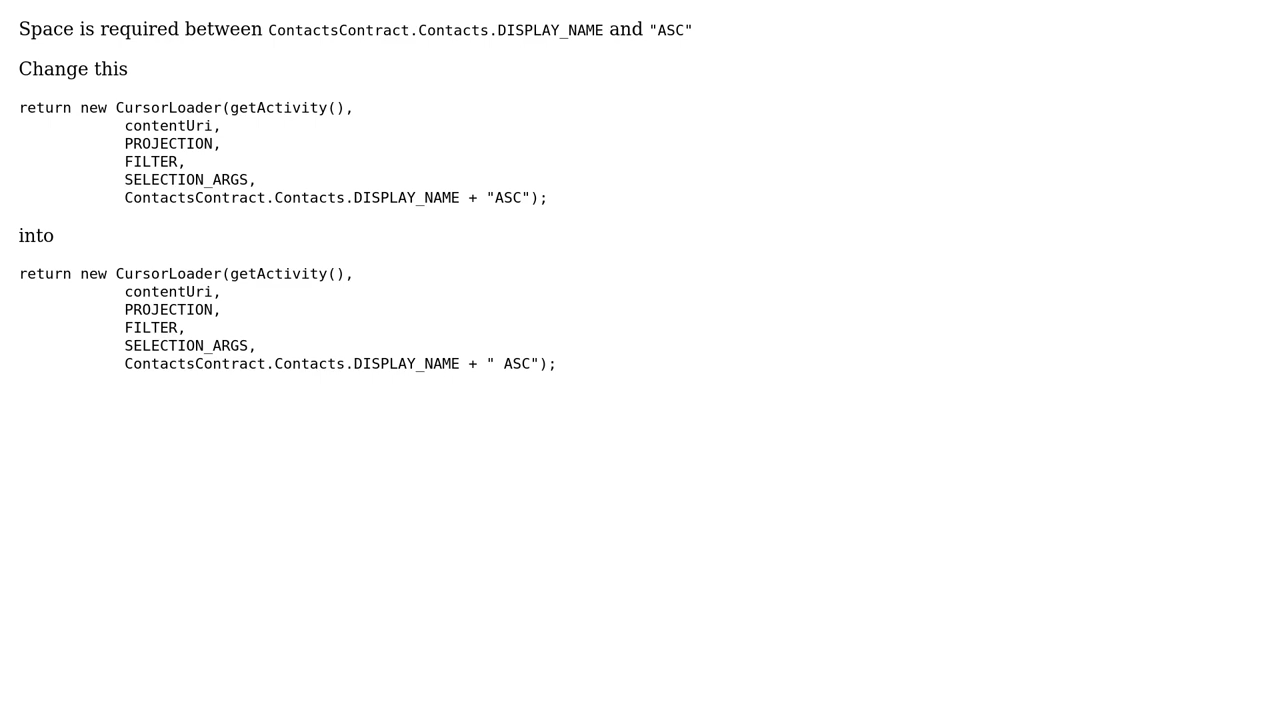 Space is required between ContactsContract.Contacts.DISPLAY_NAME and "ASC"
Change this
return new CursorLoader(getActivity(),
            contentUri,
            PROJECTION,
            FILTER,
            SELECTION_ARGS,
            ContactsContract.Contacts.DISPLAY_NAME + "ASC");
into
return new CursorLoader(getActivity(),
            contentUri,
            PROJECTION,
            FILTER,
            SELECTION_ARGS,
            ContactsContract.Contacts.DISPLAY_NAME + " ASC");